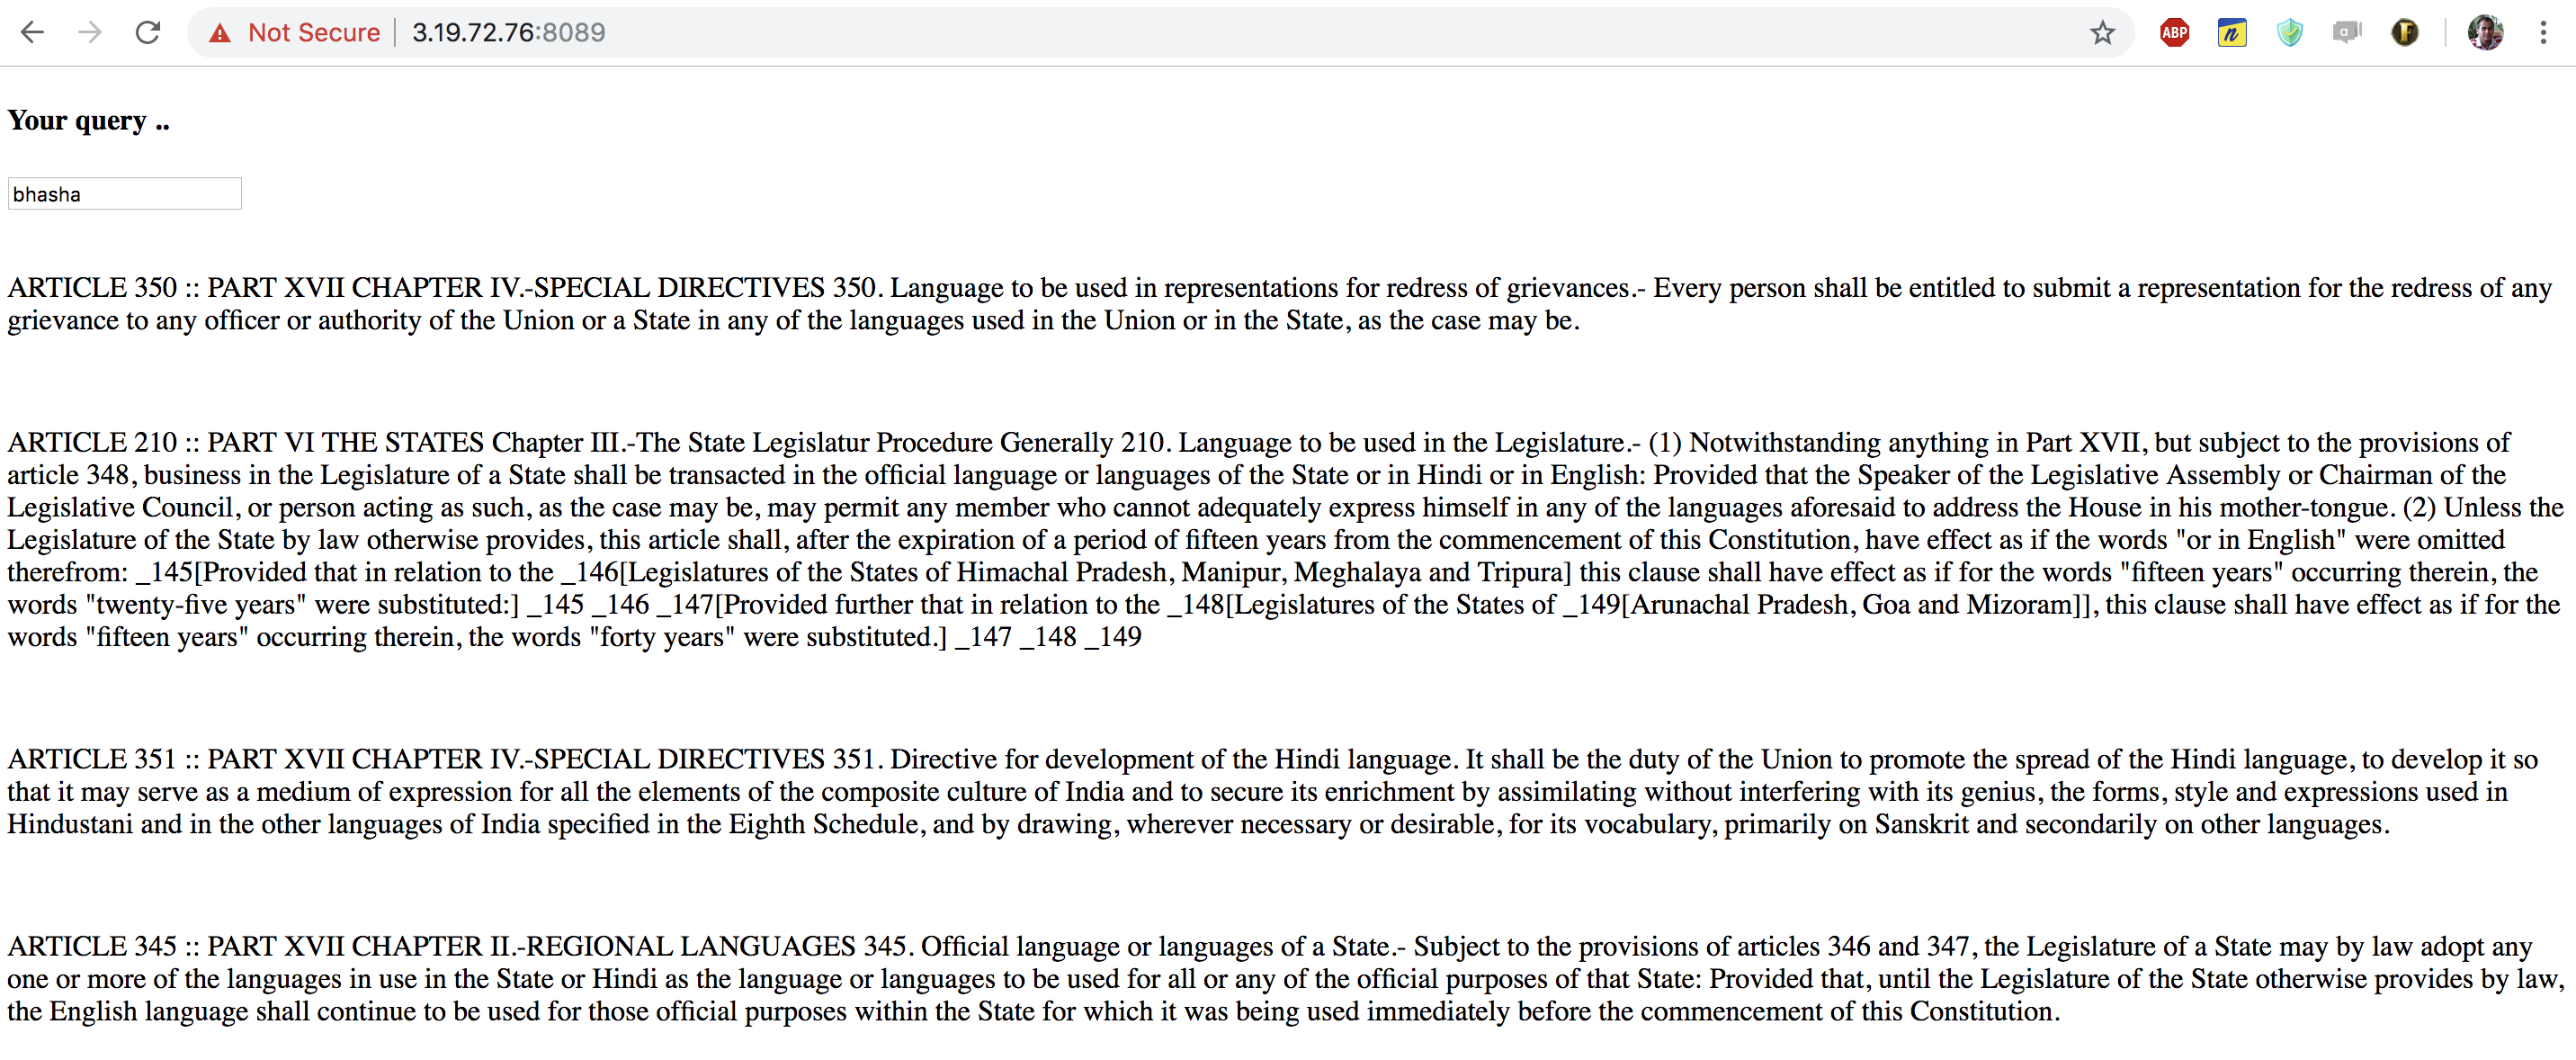 Not Secure | 3.19.72.76:8089
ABP
n
a
F
Your query ..
bhasha
ARTICLE 350 :: PART XVII CHAPTER IV.-SPECIAL DIRECTIVES 350. Language to be used in representations for redress of grievances.- Every person shall be entitled to submit a representation for the redress of any
grievance to any officer or authority of the Union or a State in any of the languages used in the Union or in the State, as the case may be.
ARTICLE 210 :: PART VI THE STATES Chapter III.-The State Legislatur Procedure Generally 210. Language to be used in the Legislature.- (1) Notwithstanding anything in Part XVII, but subject to the provisions of
article 348, business in the Legislature of a State shall be transacted in the official language or languages of the State or in Hindi or in English: Provided that the Speaker of the Legislative Assembly or Chairman of the
Legislative Council, or person acting as such, as the case may be, may permit any member who cannot adequately express himself in any of the languages aforesaid to address the House in his mother-tongue. (2) Unless the
Legislature of the State by law otherwise provides, this article shall, after the expiration of a period of fifteen years from the commencement of this Constitution, have effect as if the words "or in English" were omitted
therefrom: _145[Provided that in relation to the _146[Legislatures of the States of Himachal Pradesh, Manipur, Meghalaya and Tripura] this clause shall have effect as if for the words "fifteen years" occurring therein, the
words "twenty-five years" were substituted:] _145 _146 _147[Provided further that in relation to the _148[Legislatures of the States of _149[Arunachal Pradesh, Goa and Mizoram]], this clause shall have effect as if for the
words "fifteen years" occurring therein, the words "forty years" were substituted.] _147 _148 _149
ARTICLE 351 :: PART XVII CHAPTER IV.-SPECIAL DIRECTIVES 351. Directive for development of the Hindi language. It shall be the duty of the Union to promote the spread of the Hindi language, to develop it so
that it may serve as a medium of expression for all the elements of the composite culture of India and to secure its enrichment by assimilating without interfering with its genius, the forms, style and expressions used in
Hindustani and in the other languages of India specified in the Eighth Schedule, and by drawing, wherever necessary or desirable, for its vocabulary, primarily on Sanskrit and secondarily on other languages.
ARTICLE 345 :: PART XVII CHAPTER II.-REGIONAL LANGUAGES 345. Official language or languages of a State.- Subject to the provisions of articles 346 and 347, the Legislature of a State may by law adopt any
one or more of the languages in use in the State or Hindi as the language or languages to be used for all or any of the official purposes of that State: Provided that, until the Legislature of the State otherwise provides by law,
the English language shall continue to be used for those official purposes within the State for which it was being used immediately before the commencement of this Constitution.